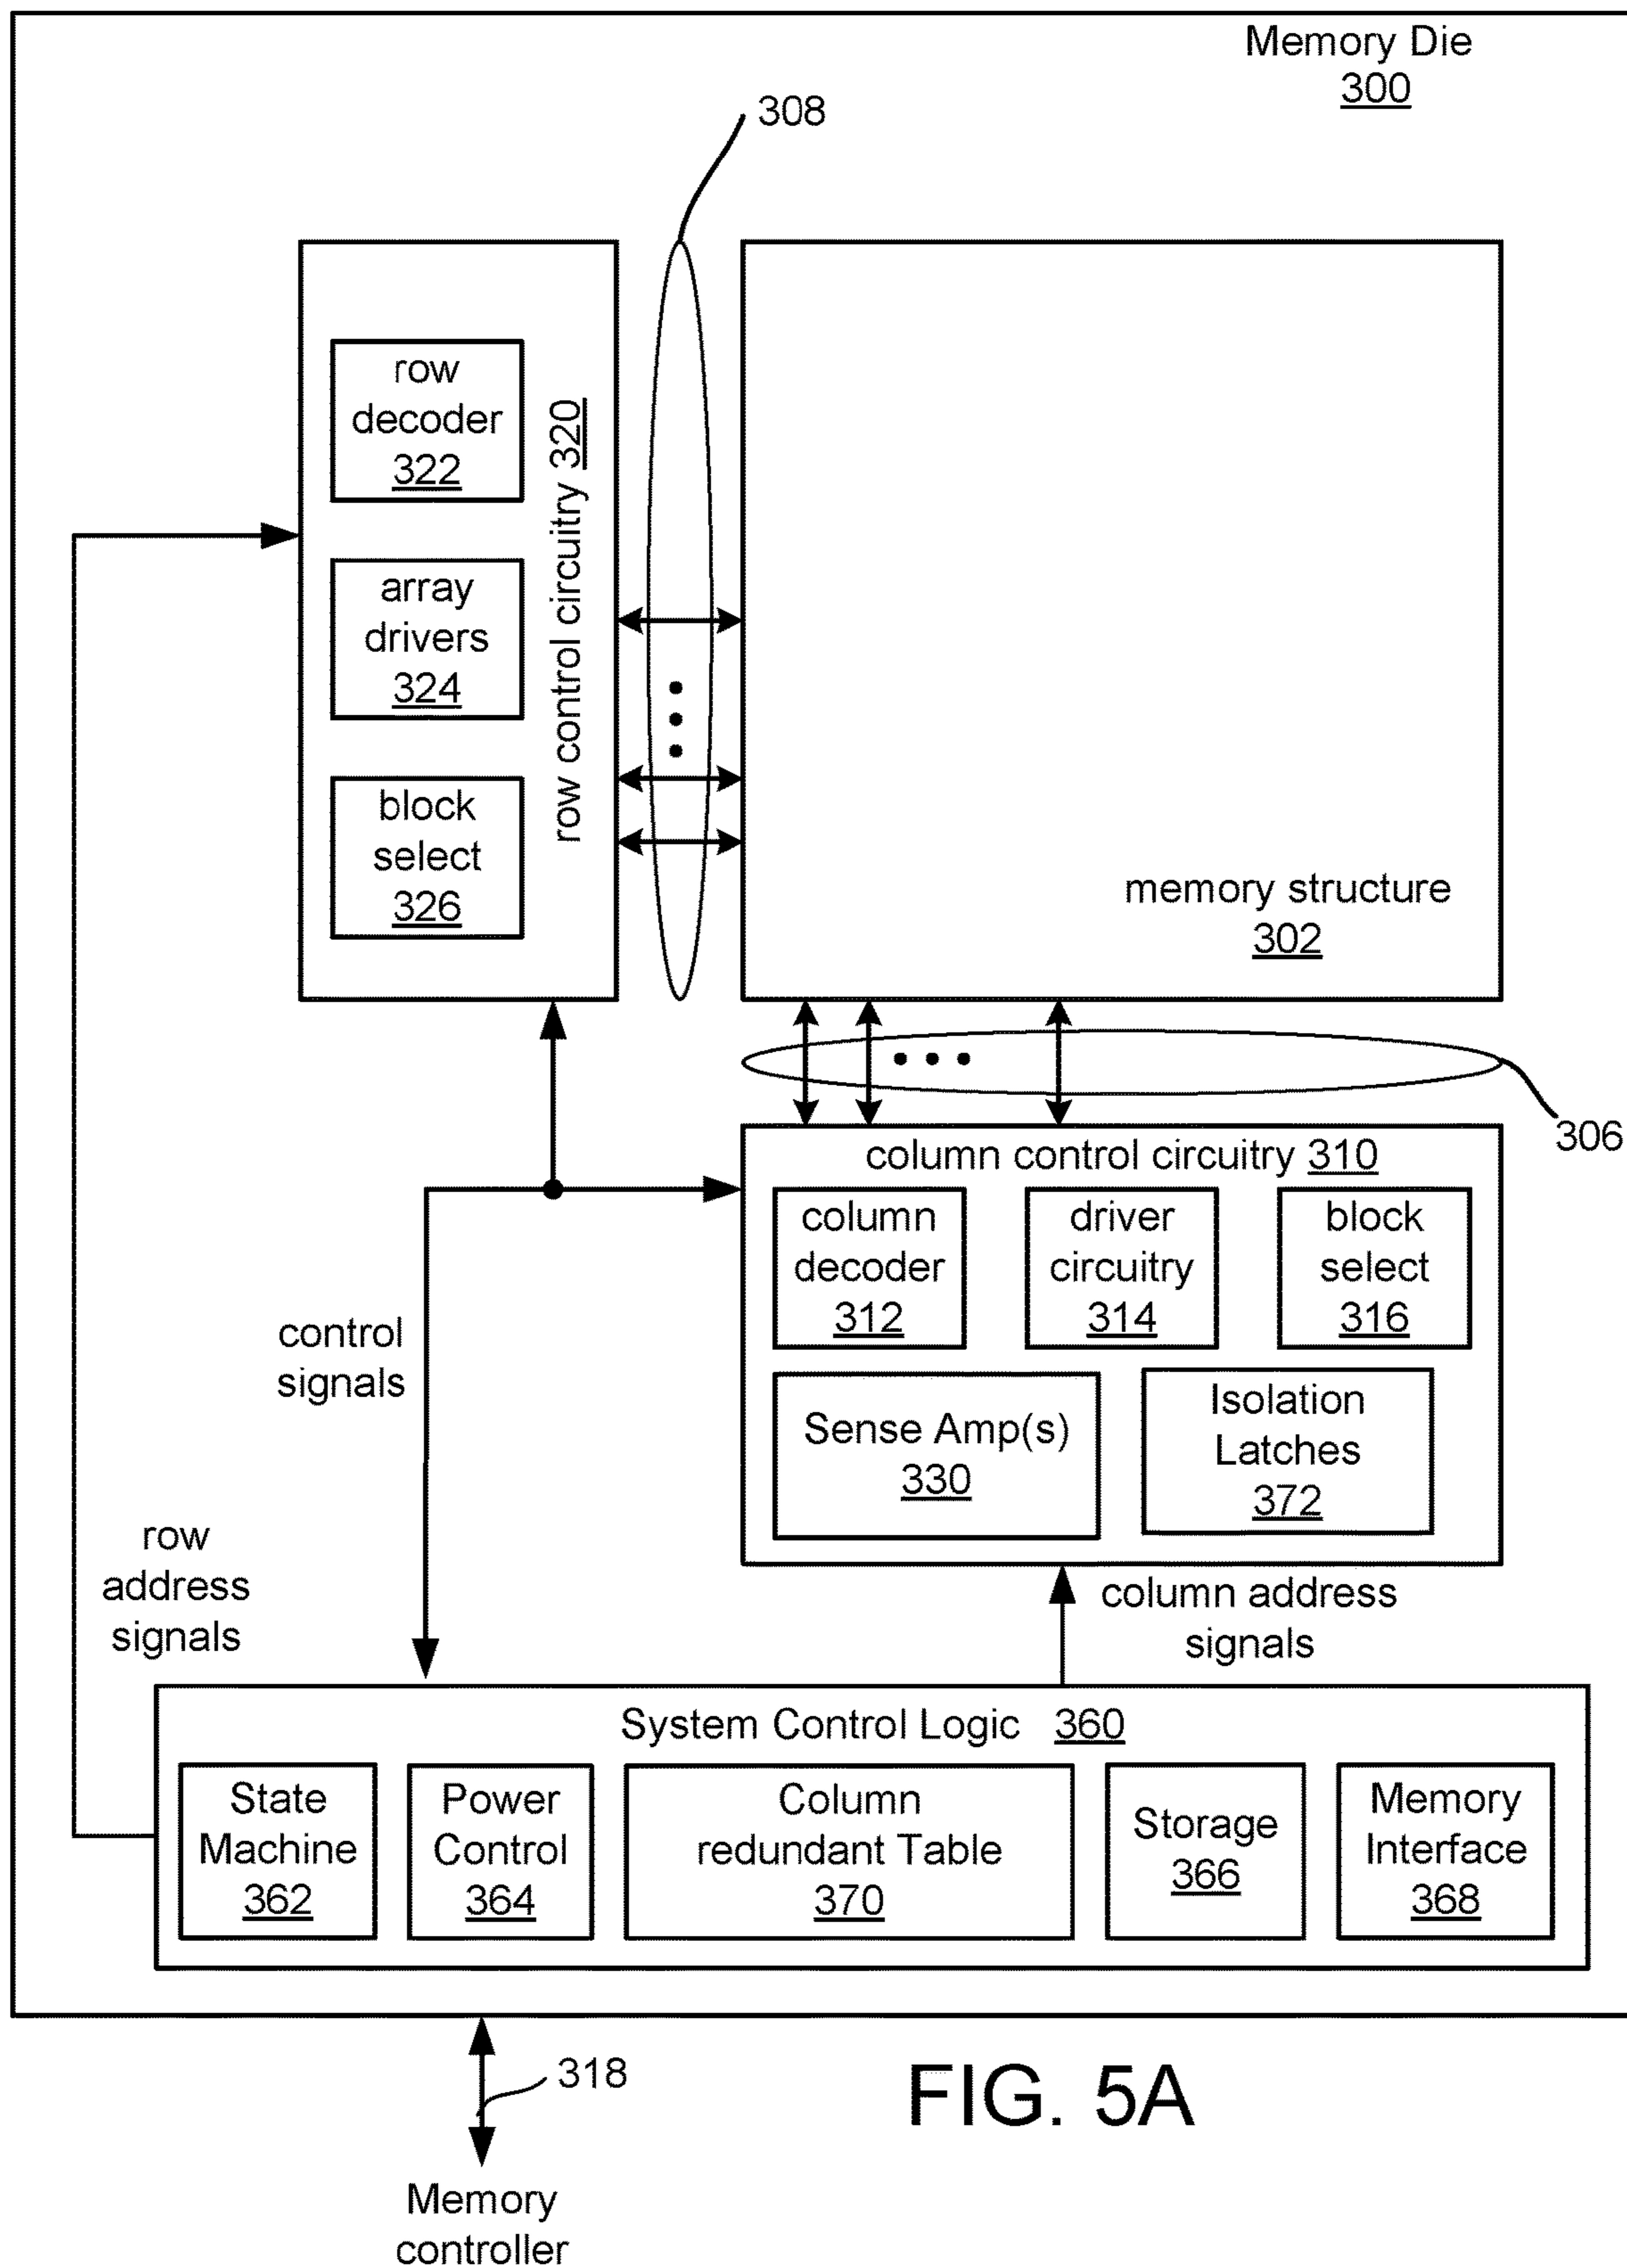 Memory Die
300
308
row
decoder
322
array
drivers
324
block
select
326
row control circuitry 320
memory structure
302
306
column control circuitry 310
column
decoder
312
driver
circuitry
314
block
select
316
Sense Amp(s)
330
Isolation
Latches
372
control
signals
row
address
signals
column address
signals
System Control Logic 360
State
Machine
362
Power
Control
364
Column
redundant Table
370
Storage
366
Memory
Interface
368
318
Memory
controller
FIG. 5A